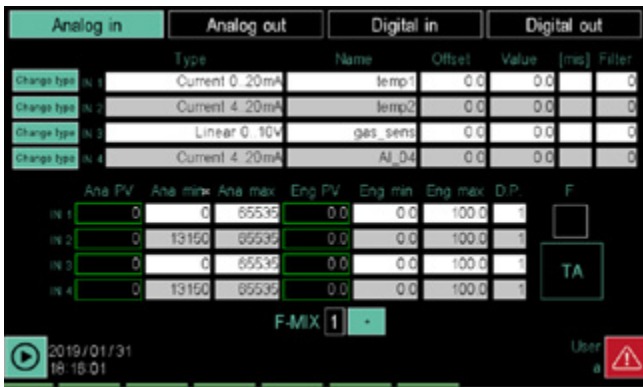 Analog in Analog out Digital in Digital out
Type Name Offset Value [mis] Filter
Change type IN 1 Current 0..20mA temp1 0.0 0.0 0
Change type IN 2 Current 4..20mA temp2 0.0 0.0 0
Change type IN 3 Linear 0..10V gas_sens 0.0 0.0 0
Change type IN 4 Current 4..20mA AI_04 0.0 0.0 0
Ana PV Ana min Ana max Eng PV Eng min Eng max D.P. F
IN 1 0 0 65535 0.0 0.0 100.0 1
IN 2 0 13150 65535 0.0 0.0 100.0 1
IN 3 0 0 65535 0.0 0.0 100.0 1
TA
IN 4 0 13150 65535 0.0 0.0 100.0 1
F-MIX 1 +
2019/01/31 User
18:16:01 a